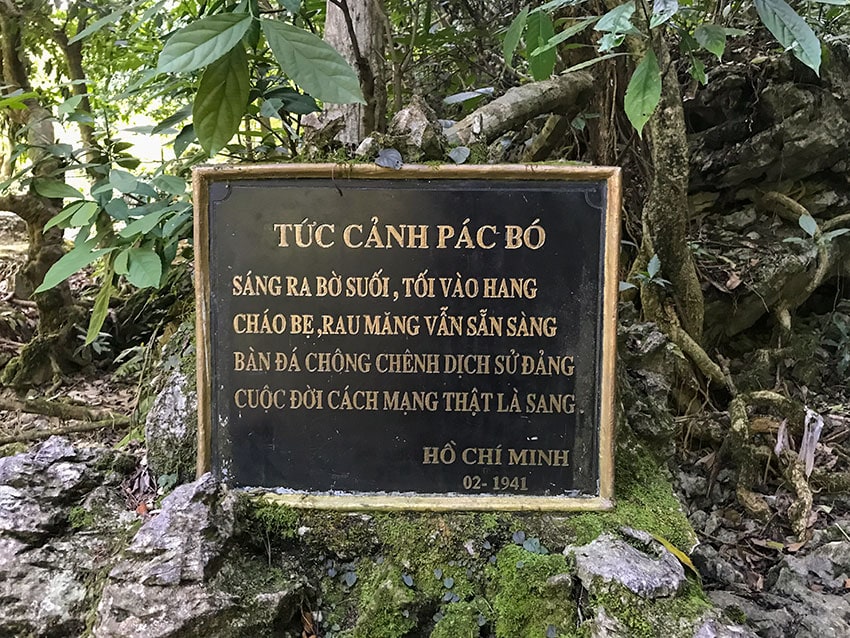 TỨC CẢNH PÁC BÓ
SÁNG RA BỜ SUỐI, TỐI VÀO HANG
CHÁO BẸ, RAU MĂNG VẪN SẴN SÀNG
BÀN ĐÁ CHÔNG CHÊNH DỊCH SỬ ĐẢNG
CUỘC ĐỜI CÁCH MẠNG THẬT LÀ SANG
HỒ CHÍ MINH
02- 1941